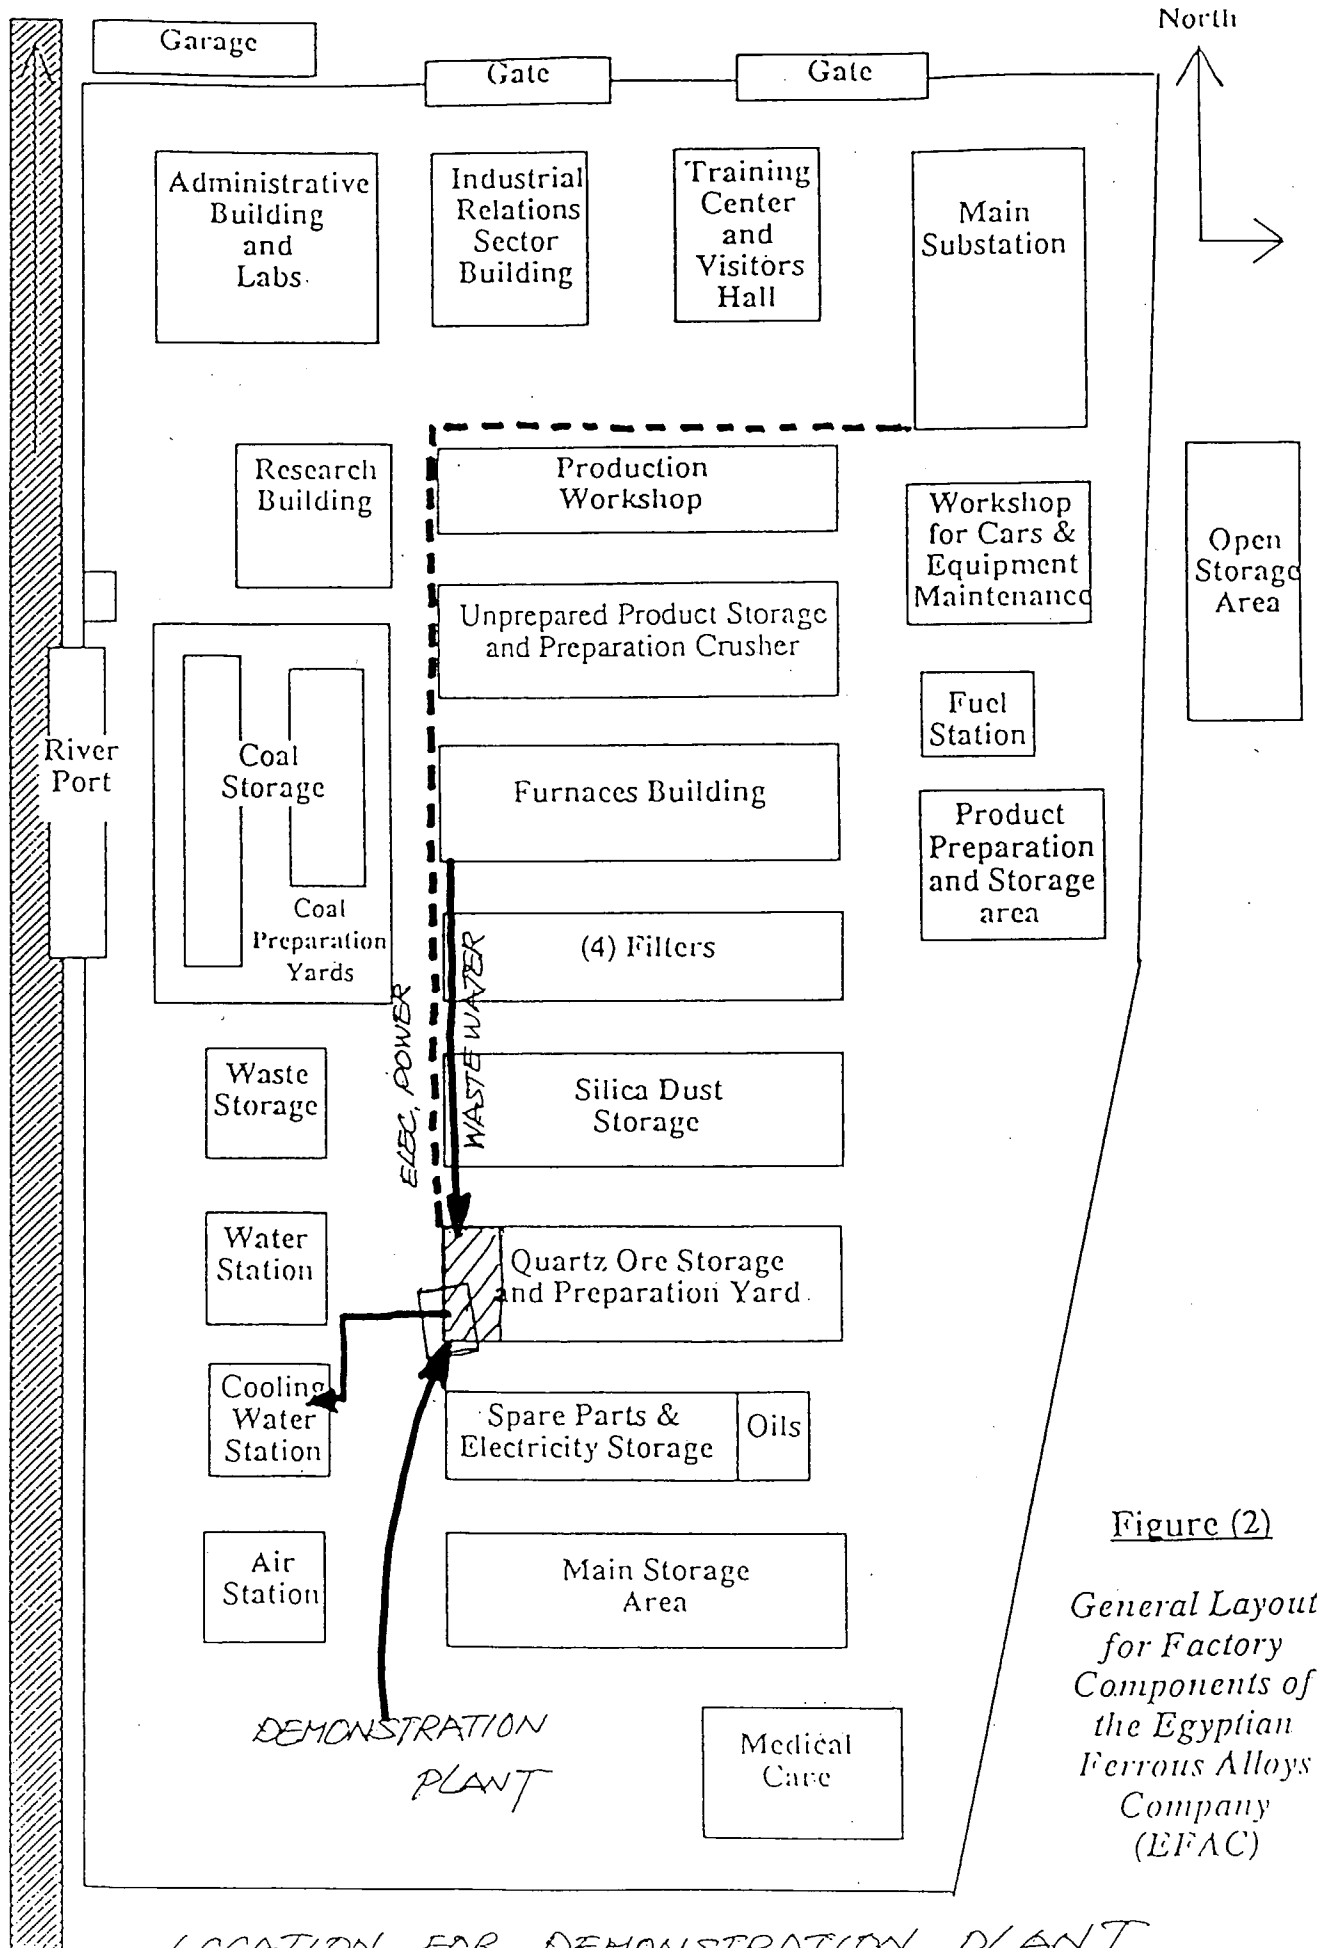 North
Garage
Gate
Gate
Administrative
Building
and
Labs
Industrial
Relations
Sector
Building
Training
Center
and
Visitors
Hall
Main
Substation
Research
Building
Production
Workshop
Workshop
for Cars &
Equipment
Maintenance
Open
Storage
Area
Unprepared Product Storage
and Preparation Crusher
River
Port
Coal
Storage
Coal
Preparation
Yards
Furnaces Building
Fuel
Station
Product
Preparation
and Storage
area
(4) Filters
ELEC. POWER
WASTE WATER
Waste
Storage
Silica Dust
Storage
Water
Station
Quartz Ore Storage
and Preparation Yard
Cooling
Water
Station
Spare Parts &
Electricity Storage
Oils
Air
Station
Main Storage
Area
DEMONSTRATION
PLANT
Medical
Care
Figure (2)
General Layout
for Factory
Components of
the Egyptian
Ferrous Alloys
Company
(EFAC)
LOCATION FOR DEMONSTRATION PLANT